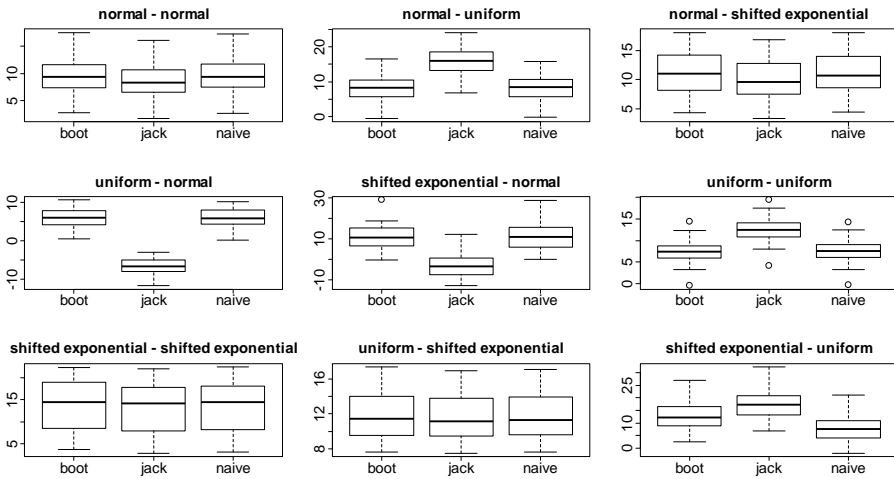 normal - normal
10
5
boot jack naive
normal - uniform
20
10
0
boot jack naive
normal - shifted exponential
15
10
5
boot jack naive
uniform - normal
10
0
-10
boot jack naive
shifted exponential - normal
30
10
-10
boot jack naive
uniform - uniform
15
5
0
boot jack naive
shifted exponential - shifted exponential
15
5
boot jack naive
uniform - shifted exponential
16
12
8
boot jack naive
shifted exponential - uniform
25
10
0
boot jack naive